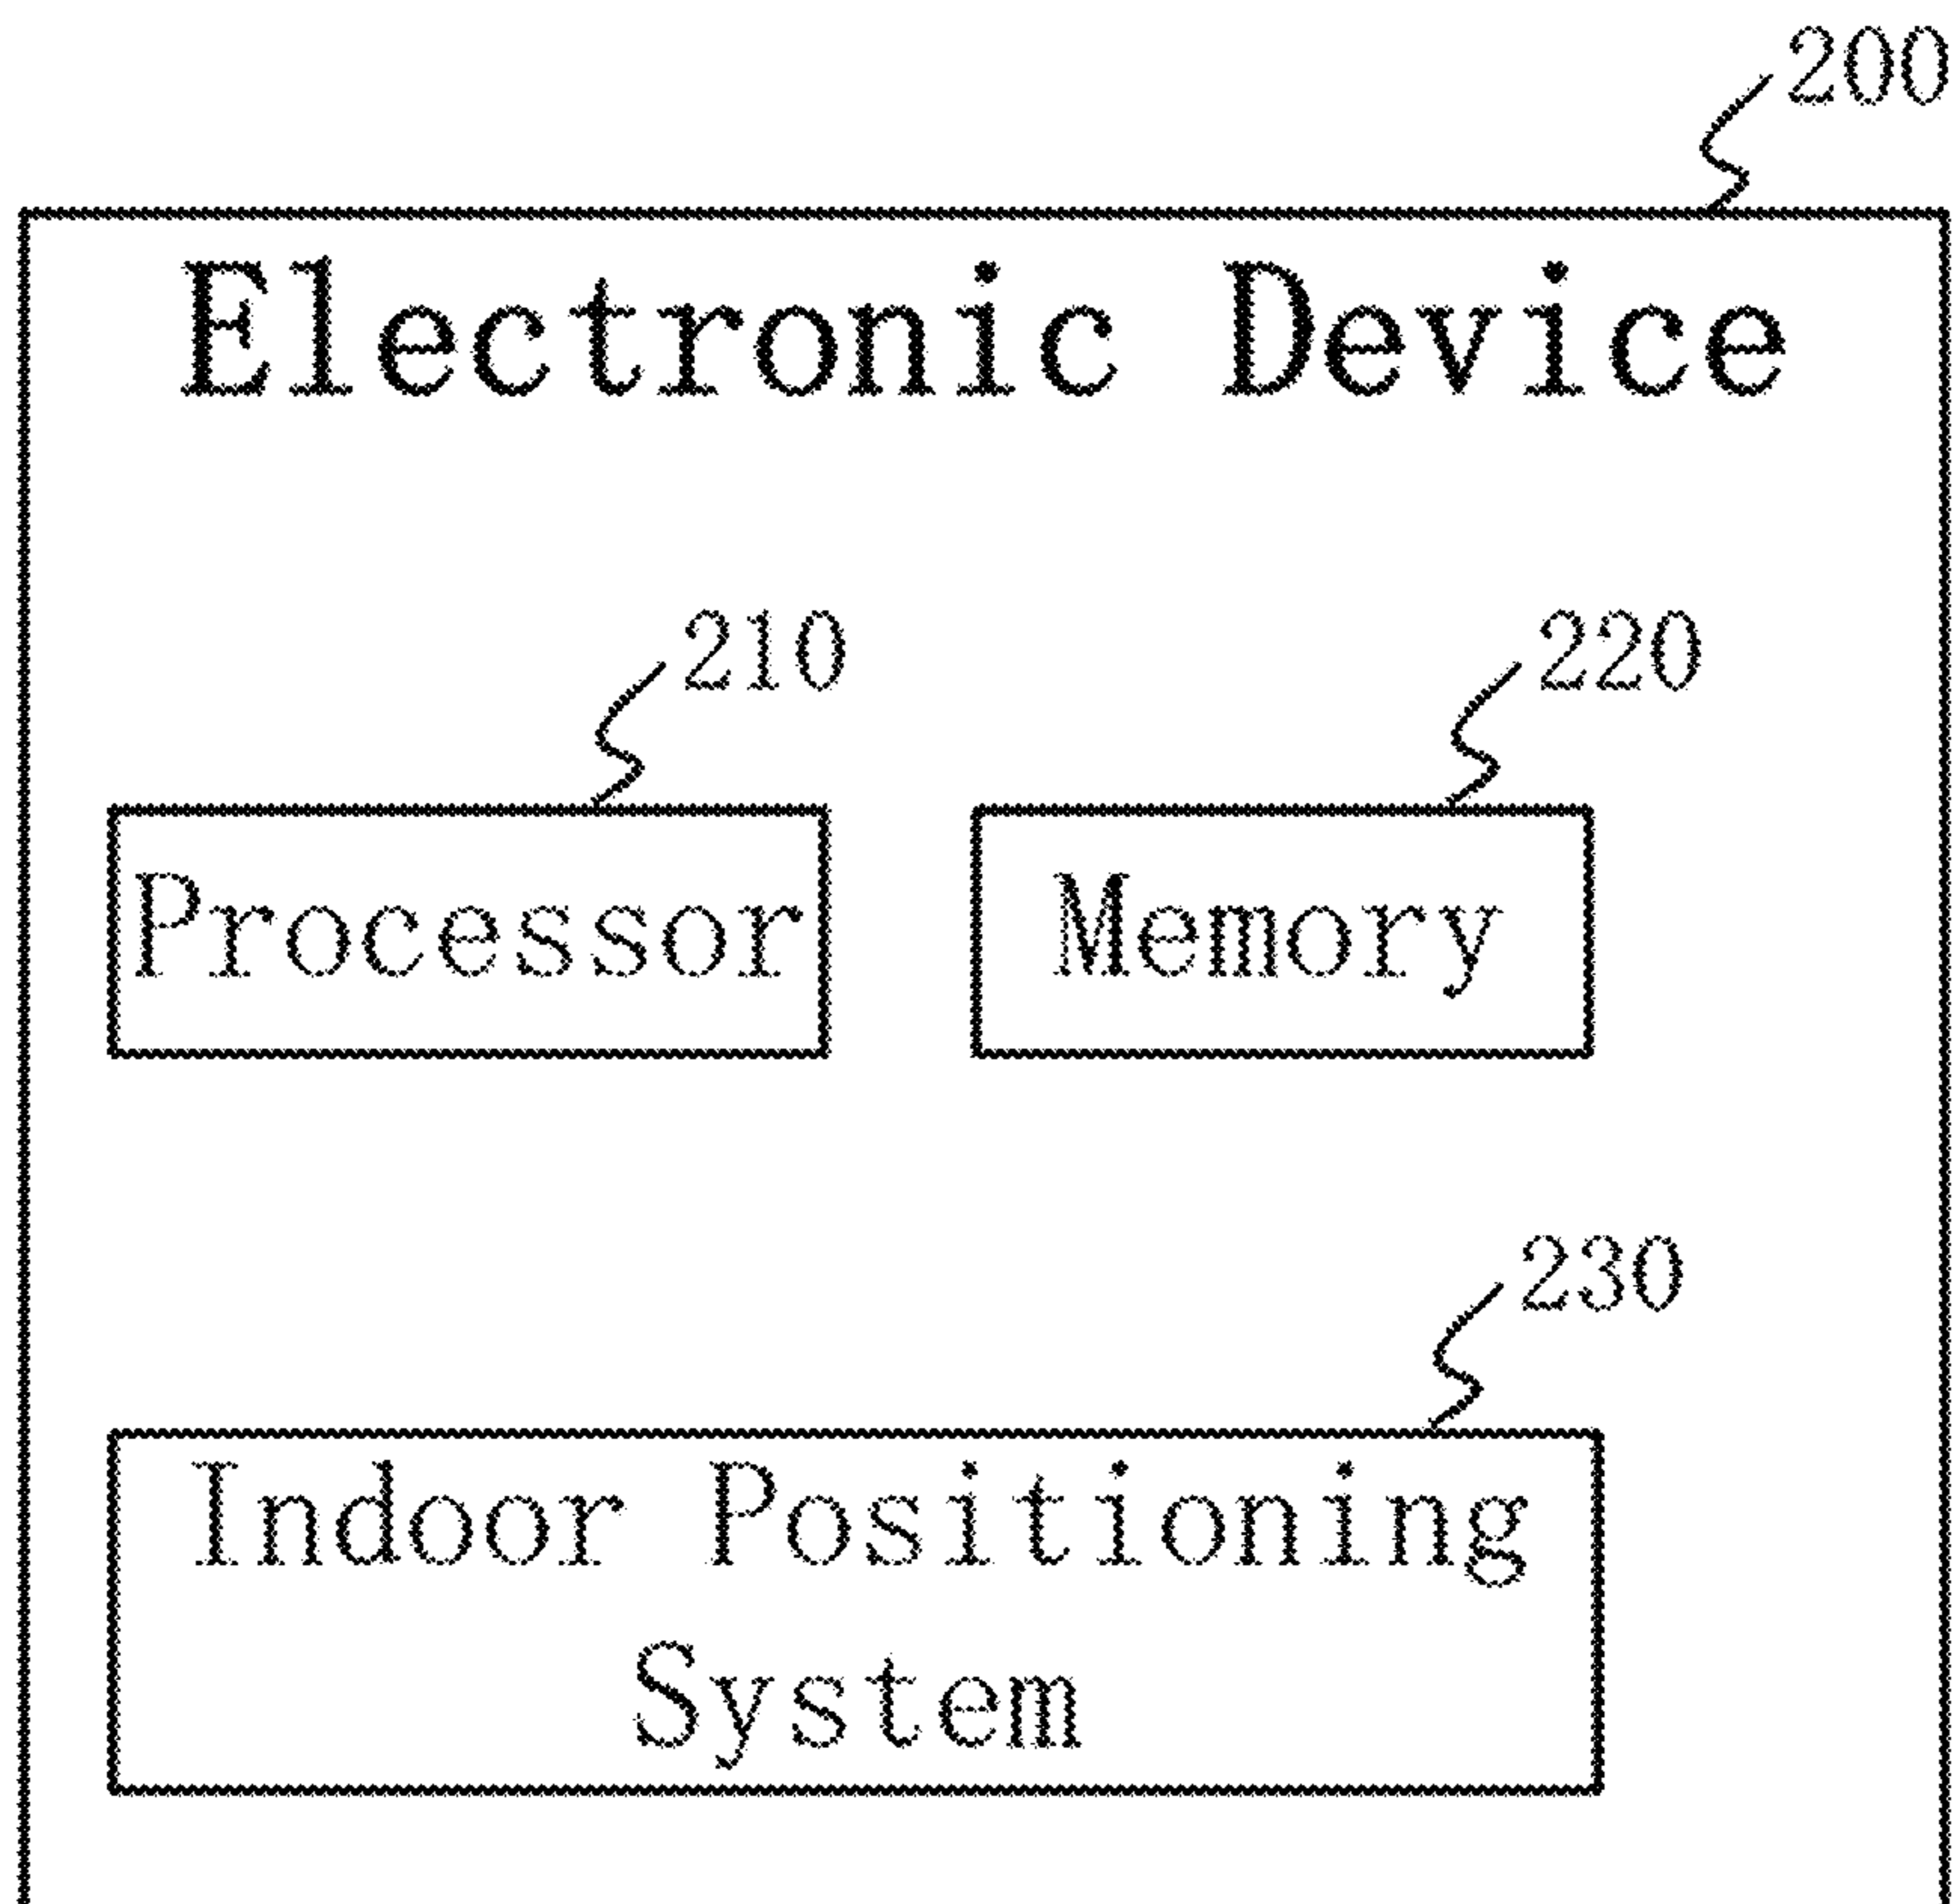 200
Electronic Device
210
220
Processor
Memory
230
Indoor Positioning
System